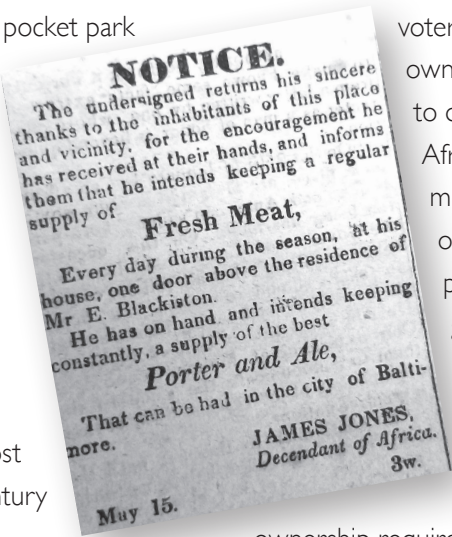 pocket park
ost
ntury
NOTICE.
The undersigned returns his sincere
thanks to the inhabitants of this place
and vicinity, for the encouragement he
has received at their hands, and informs
them that he intends keeping a regular
supply of
Fresh Meat,
Every day during the season, at his
house, one door above the residence of
Mr E. Blackiston.
He has on hand and intends keeping
constantly, a supply of the best
Porter and Ale,
That can be had in the city of Balti-
more.
JAMES JONES,
Decendant of Africa.
May 15.
3w.
voter
own
to
Afr
m
o
p
ownership require